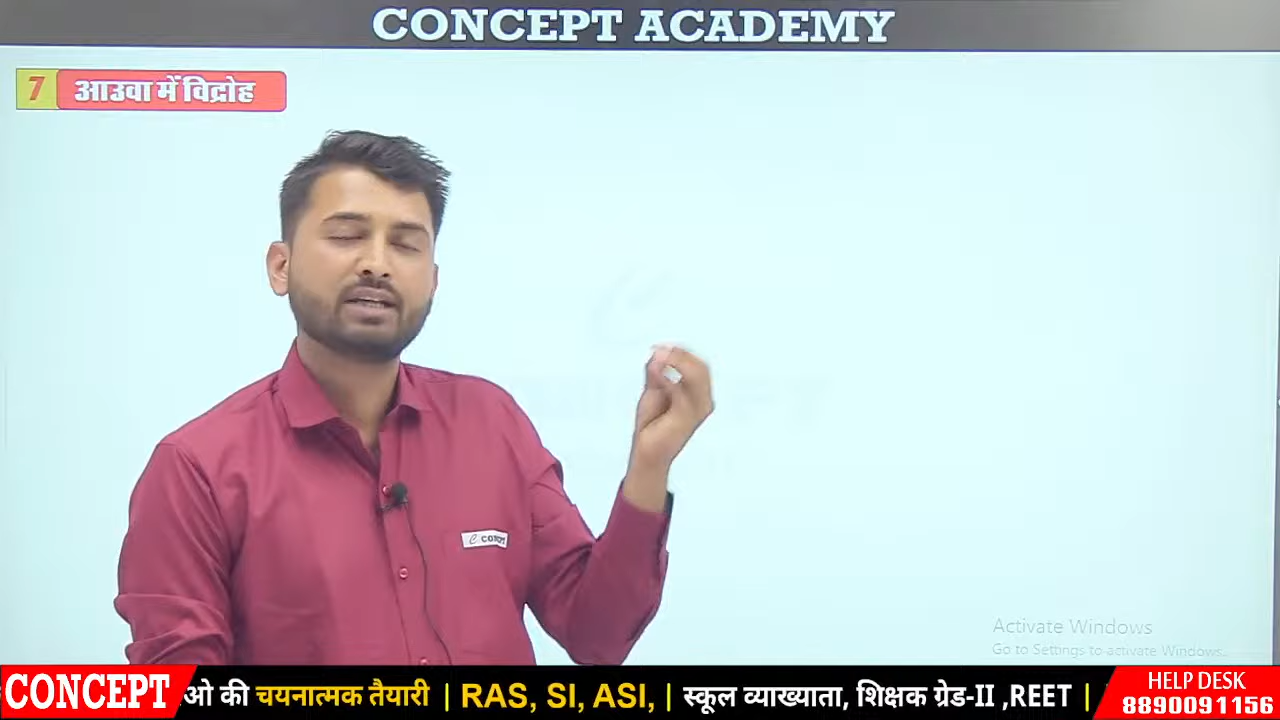 CONCEPT ACADEMY
7 आउवा में विद्रोह
CONCEPT
Activate Windows
Go to Settings to activate Windows.
CONCEPT ओ की चयनात्मक तैयारी | RAS, SI, ASI, | स्कूल व्याख्याता, शिक्षक ग्रेड-II ,REET |
HELP DESK
8890091156